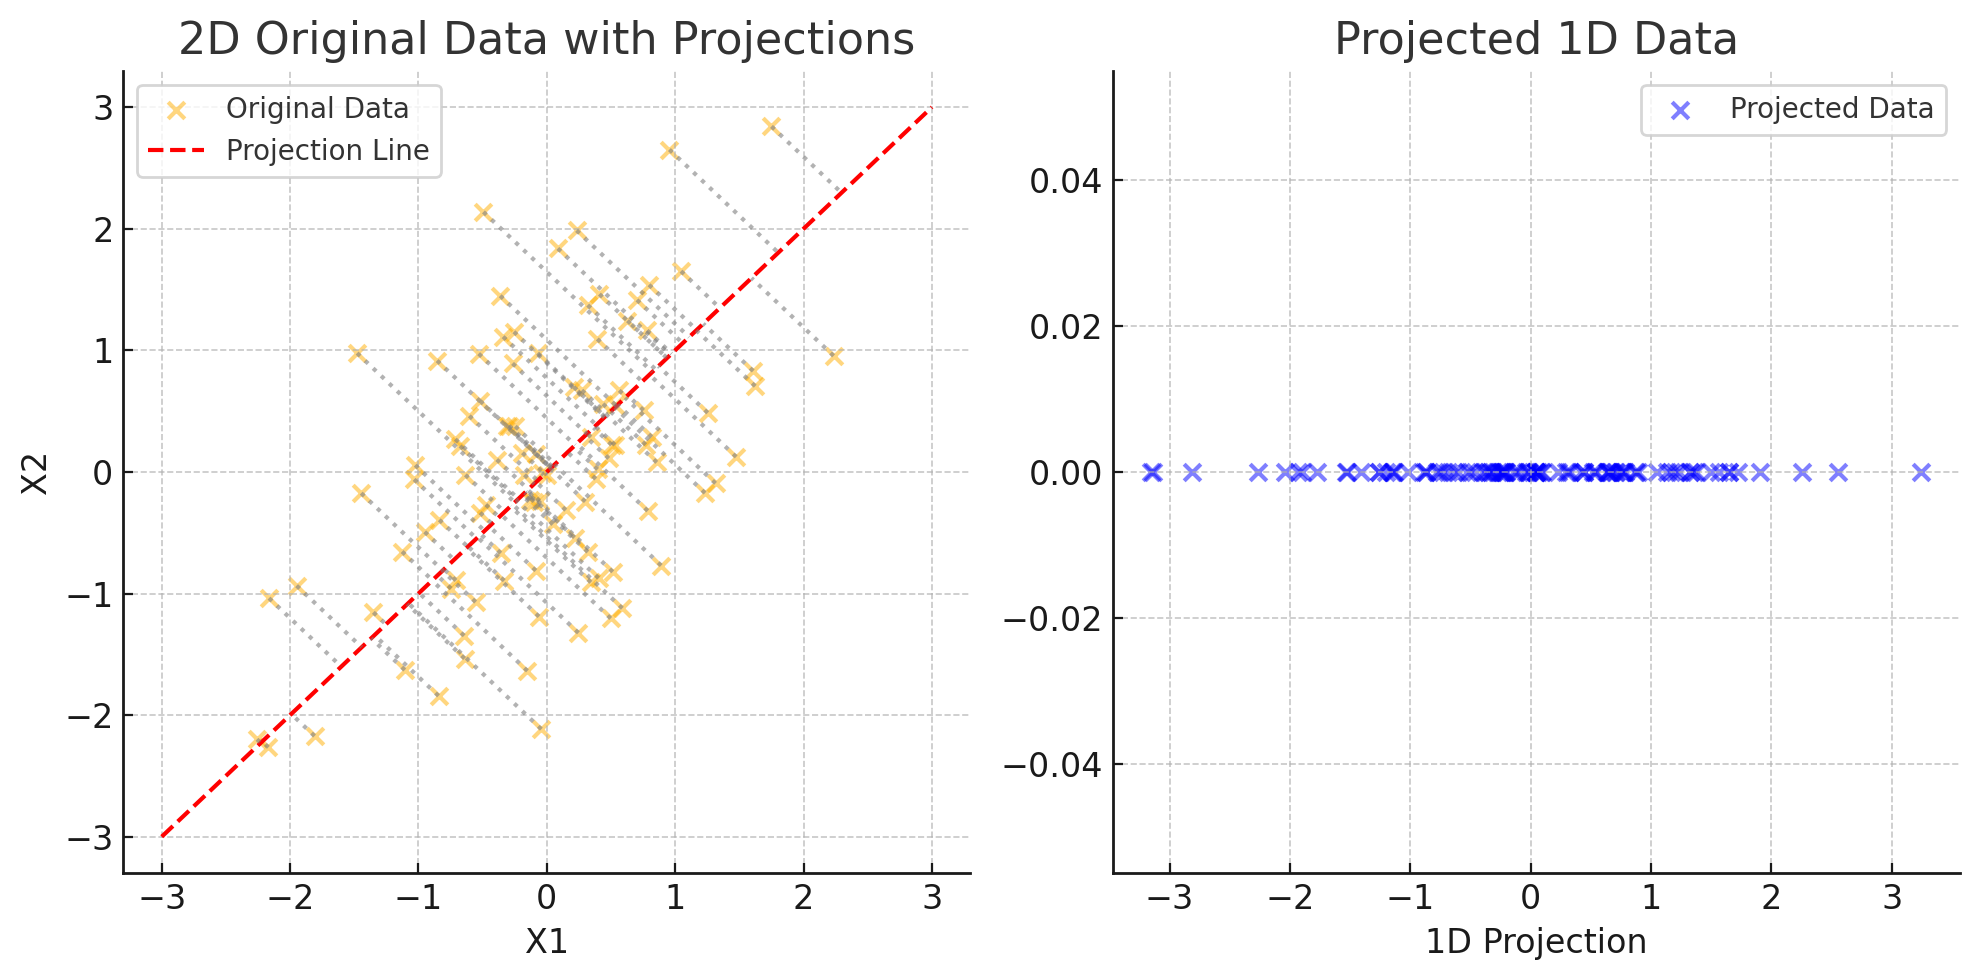 2D Original Data with Projections
Original Data
Projection Line
3
2
1
0
−1
−2
−3
X2
−3 −2 −1 0 1 2 3
X1
Projected 1D Data
Projected Data
0.04
0.02
0.00
−0.02
−0.04
−3 −2 −1 0 1 2 3
1D Projection